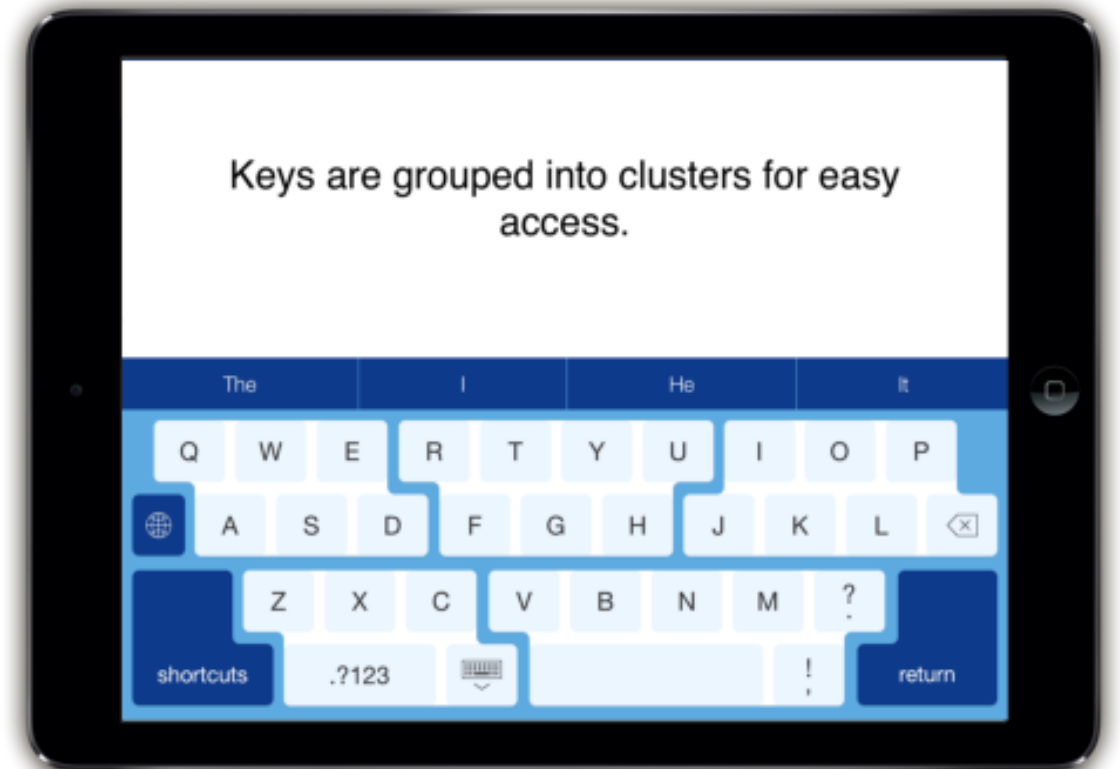 Keys are grouped into clusters for easy
access.
The I He It
Q W E R T Y U I O P
A S D F G H J K L
Z X C V B N M ? .
shortcuts .?123 ! , return